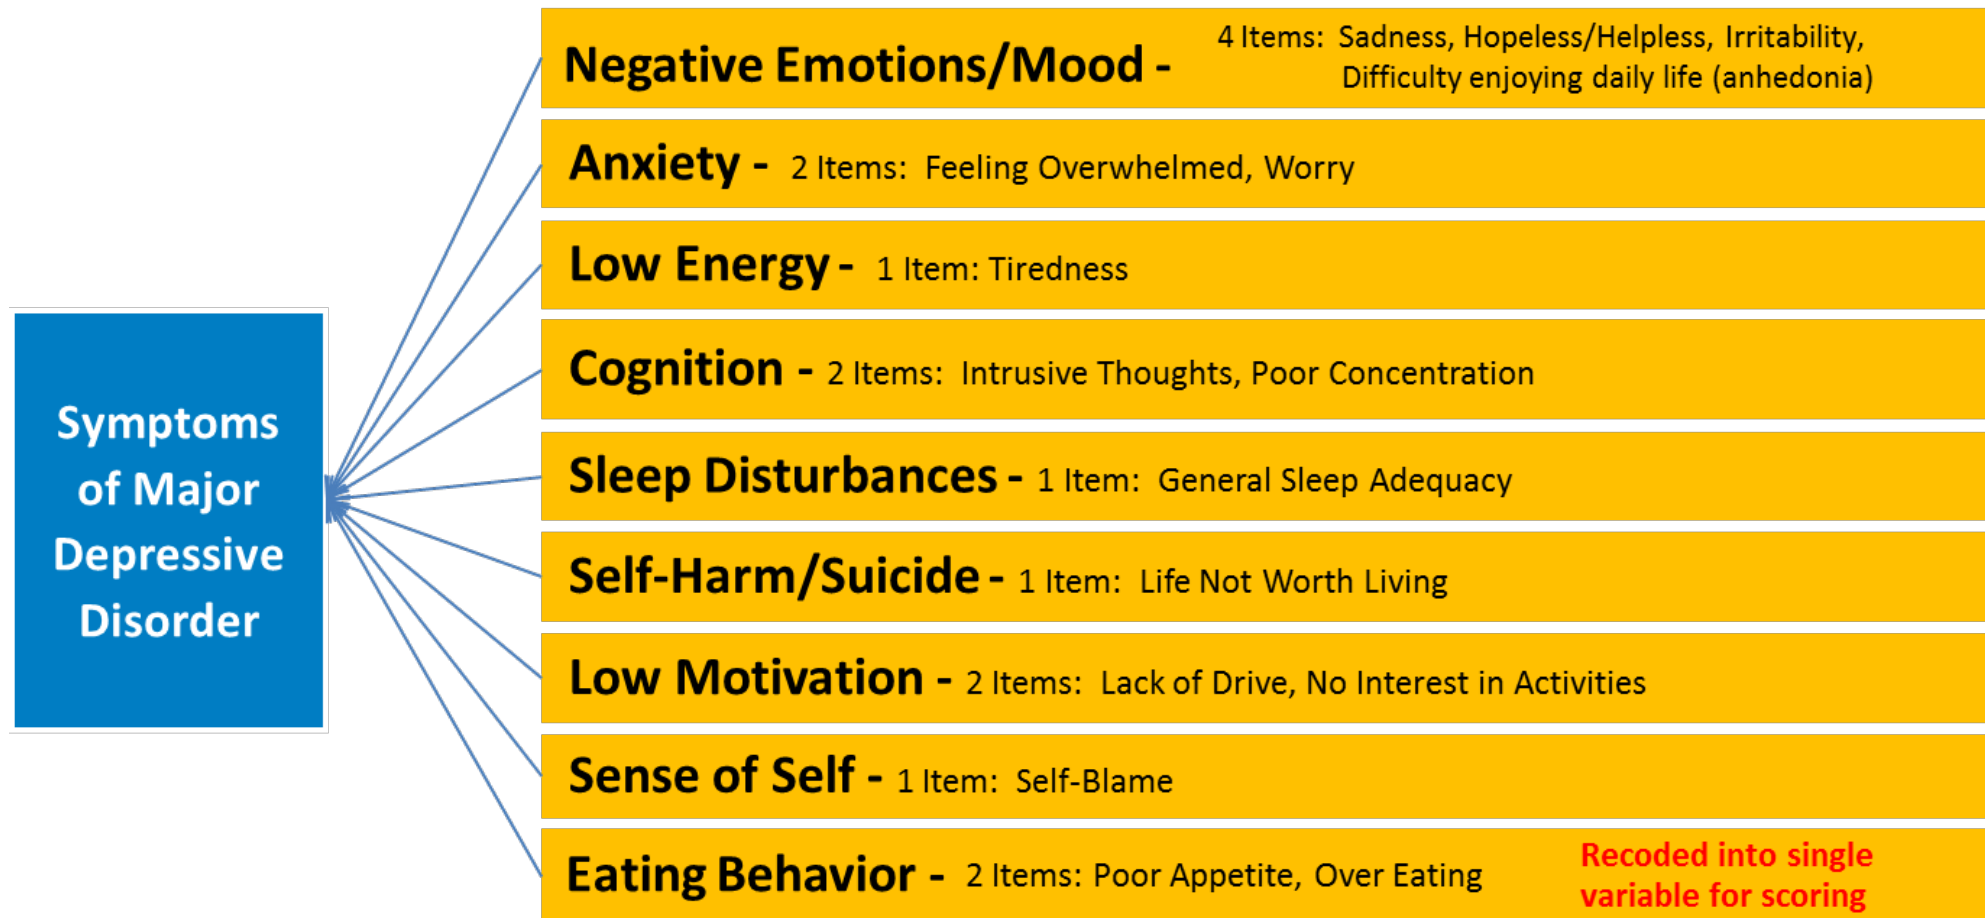 Symptoms
of Major
Depressive
Disorder
Negative Emotions/Mood - 4 Items: Sadness, Hopeless/Helpless, Irritability,
Difficulty enjoying daily life (anhedonia)
Anxiety - 2 Items: Feeling Overwhelmed, Worry
Low Energy - 1 Item: Tiredness
Cognition - 2 Items: Intrusive Thoughts, Poor Concentration
Sleep Disturbances - 1 Item: General Sleep Adequacy
Self-Harm/Suicide - 1 Item: Life Not Worth Living
Low Motivation - 2 Items: Lack of Drive, No Interest in Activities
Sense of Self - 1 Item: Self-Blame
Eating Behavior - 2 Items: Poor Appetite, Over Eating
Recoded into single
variable for scoring